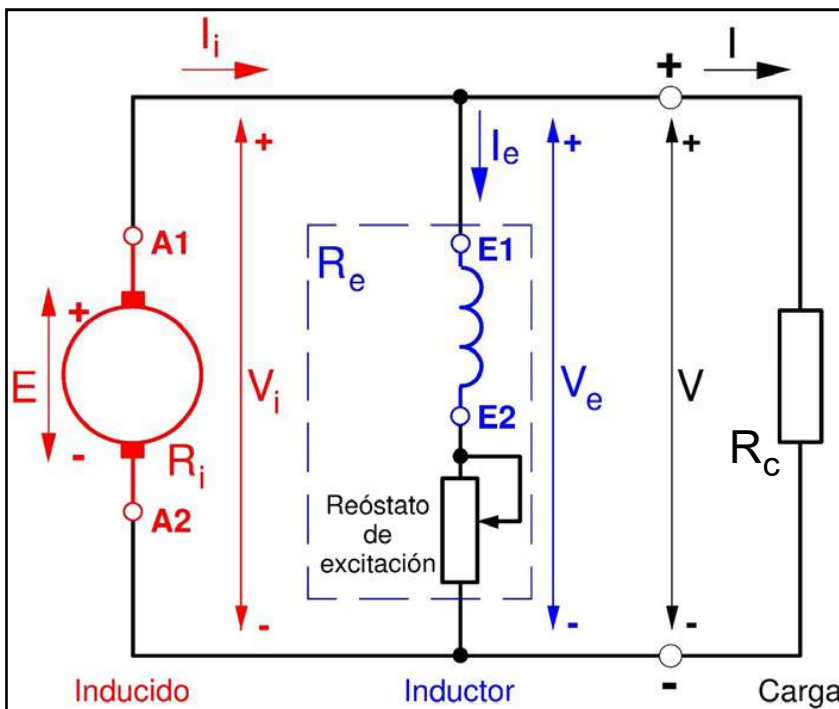 Ii
+
I
+
+
+
Ie
A1
E1
Re
+
E
Vi
Ve
V
-
E2
Ri
Rc
A2
Reóstato
de
excitación
-
-
-
-
Inducido
Inductor
Carga